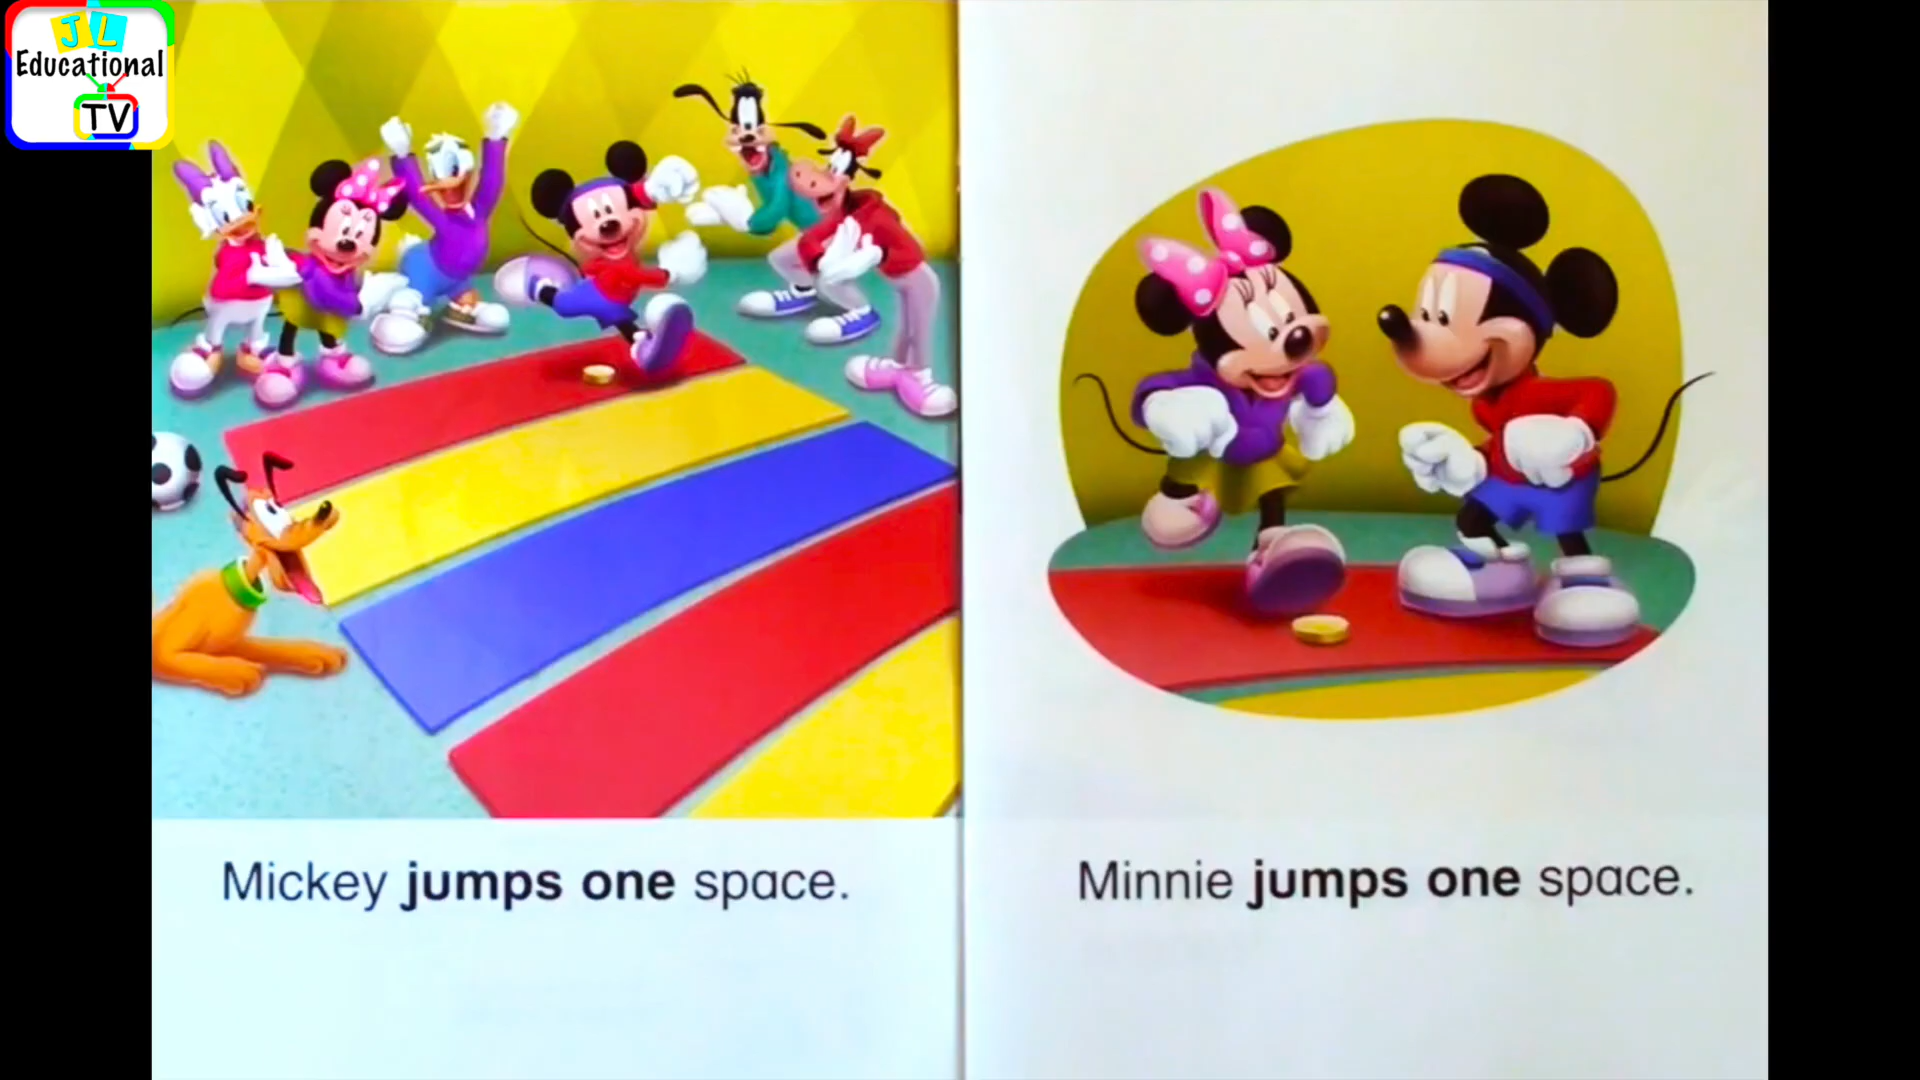 JL
Educational
TV
Mickey jumps one space.
Minnie jumps one space.